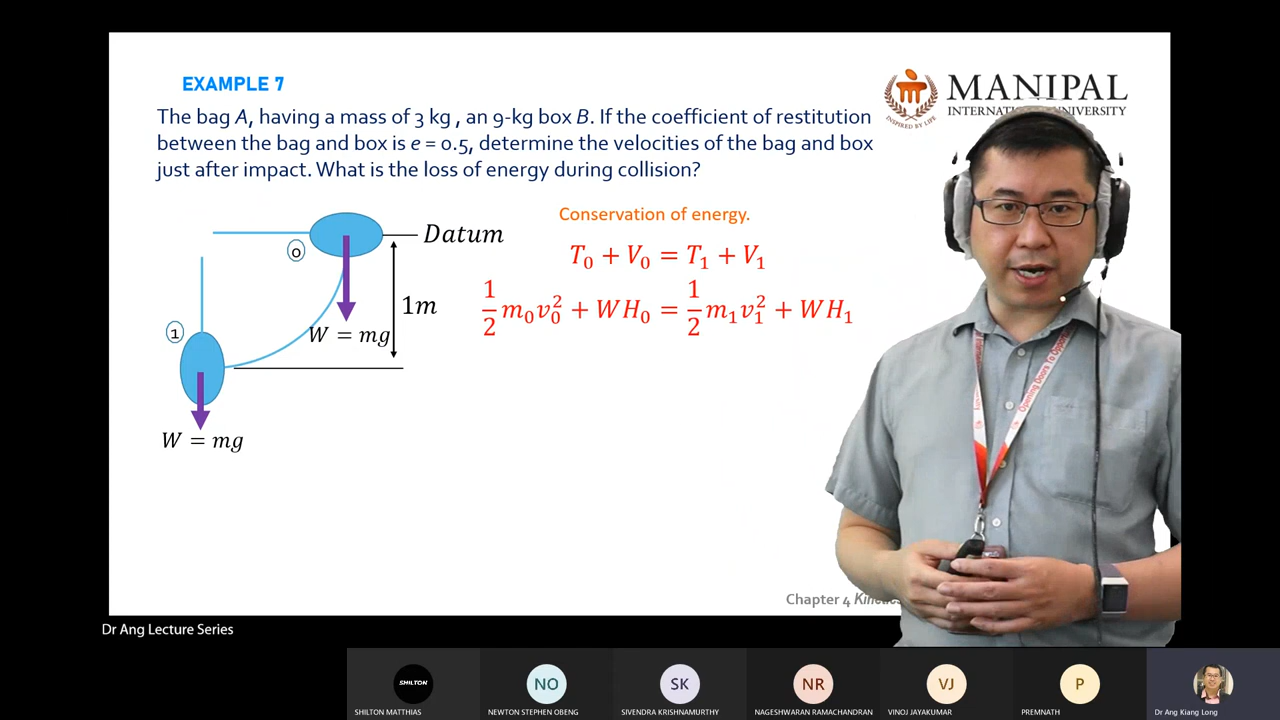 EXAMPLE 7
MANIPAL
INTERNATIONAL UNIVERSITY
INSPIRED BY LIFE
The bag A, having a mass of 3 kg , an 9-kg box B. If the coefficient of restitution
between the bag and box is e = 0.5, determine the velocities of the bag and box
just after impact. What is the loss of energy during collision?
Conservation of energy.
0
Datum
T₀ + V₀ = T₁ + V₁
1m
1/2 m₀v₀² + WH₀ = 1/2 m₁v₁² + WH₁
1
W = mg
W = mg
Chapter 4 Kinetics
Dr Ang Lecture Series
SHILTON
NO
SK
NR
VJ
P
SHILTON MATTHIAS
NEWTON STEPHEN OBENG
SIVENDRA KRISHNAMURTHY
NAGESHWARAN RAMACHANDRAN
VINOJ JAYAKUMAR
PREMNATH
Dr Ang Kiang Long